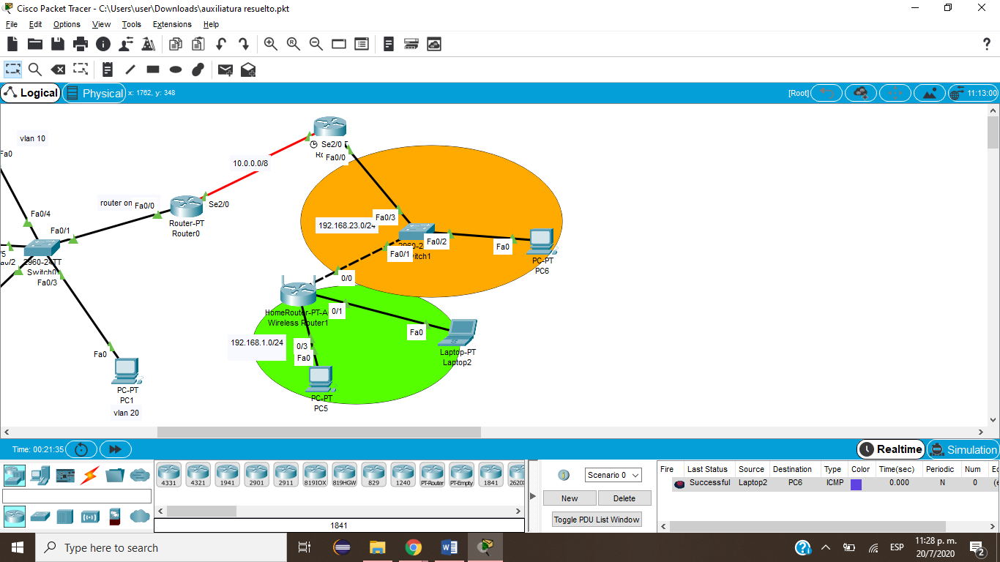 Cisco Packet Tracer - C:\Users\user\Downloads\auxiliatura resuelto.pkt
File Edit Options View Tools Extensions Help
Logical Physical x: 1762, y: 348 [Root] 11:13:00
vlan 10
Fa0
Se2/0
Fa0/0
10.0.0.0/8
router on
Fa0/0
Se2/0
Router-PT
Router0
Fa0/4
Fa0/1
2960-24TT
Switch0
Fa0/3
192.168.23.0/24
Fa0/3
Fa0/2
Fa0/1
Fa0
PC-PT
PC6
0/0
HomeRouter-PT-A
Wireless Router1
0/1
Fa0
Laptop-PT
Laptop2
192.168.1.0/24
0/3
Fa0
PC-PT
PC5
Fa0
PC-PT
PC1
vlan 20
Time: 00:21:35 Realtime Simulation
4331 4321 1941 2901 2911 819IOX 819HGW 829 1240 PT-Router PT-Empty 1841 2620X
1841
Scenario 0
New Delete
Toggle PDU List Window
Fire Last Status Source Destination Type Color Time(sec) Periodic Num Ec
Successful Laptop2 PC6 ICMP 0.000 N 0 (e
Type here to search
ESP
11:28 p. m.
20/7/2020
2